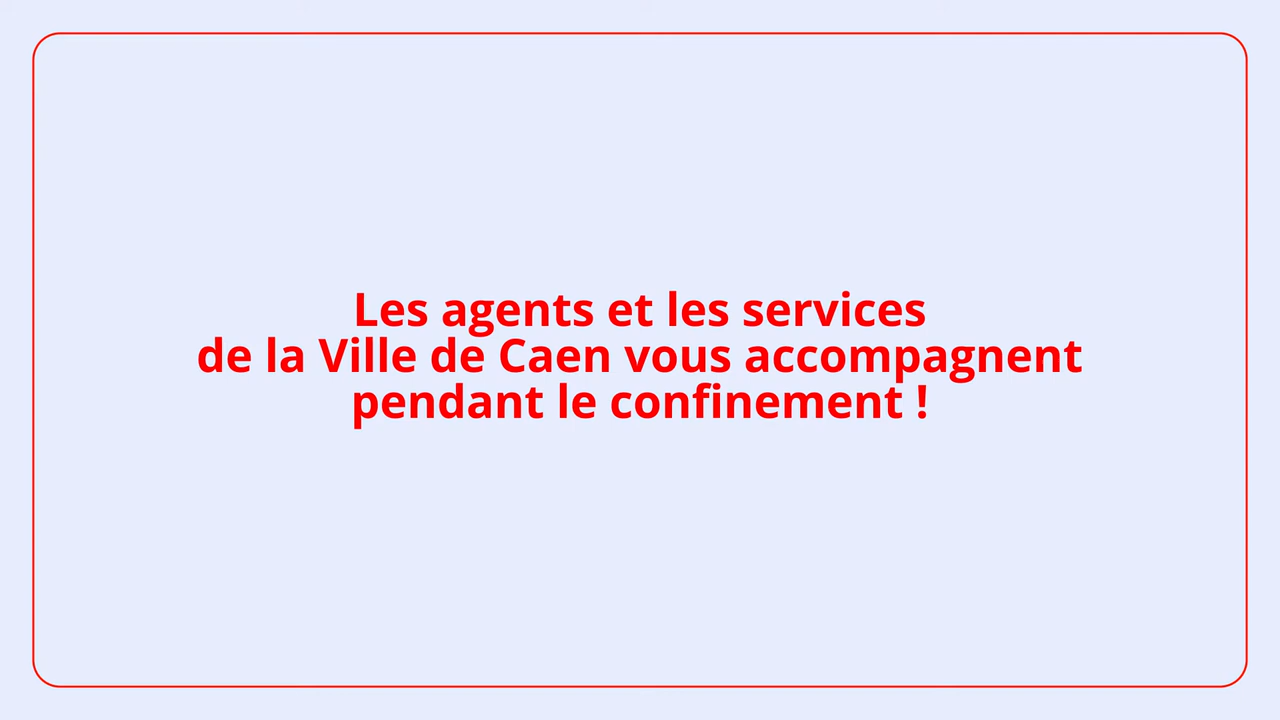 Les agents et les services
de la Ville de Caen vous accompagnent
pendant le confinement !